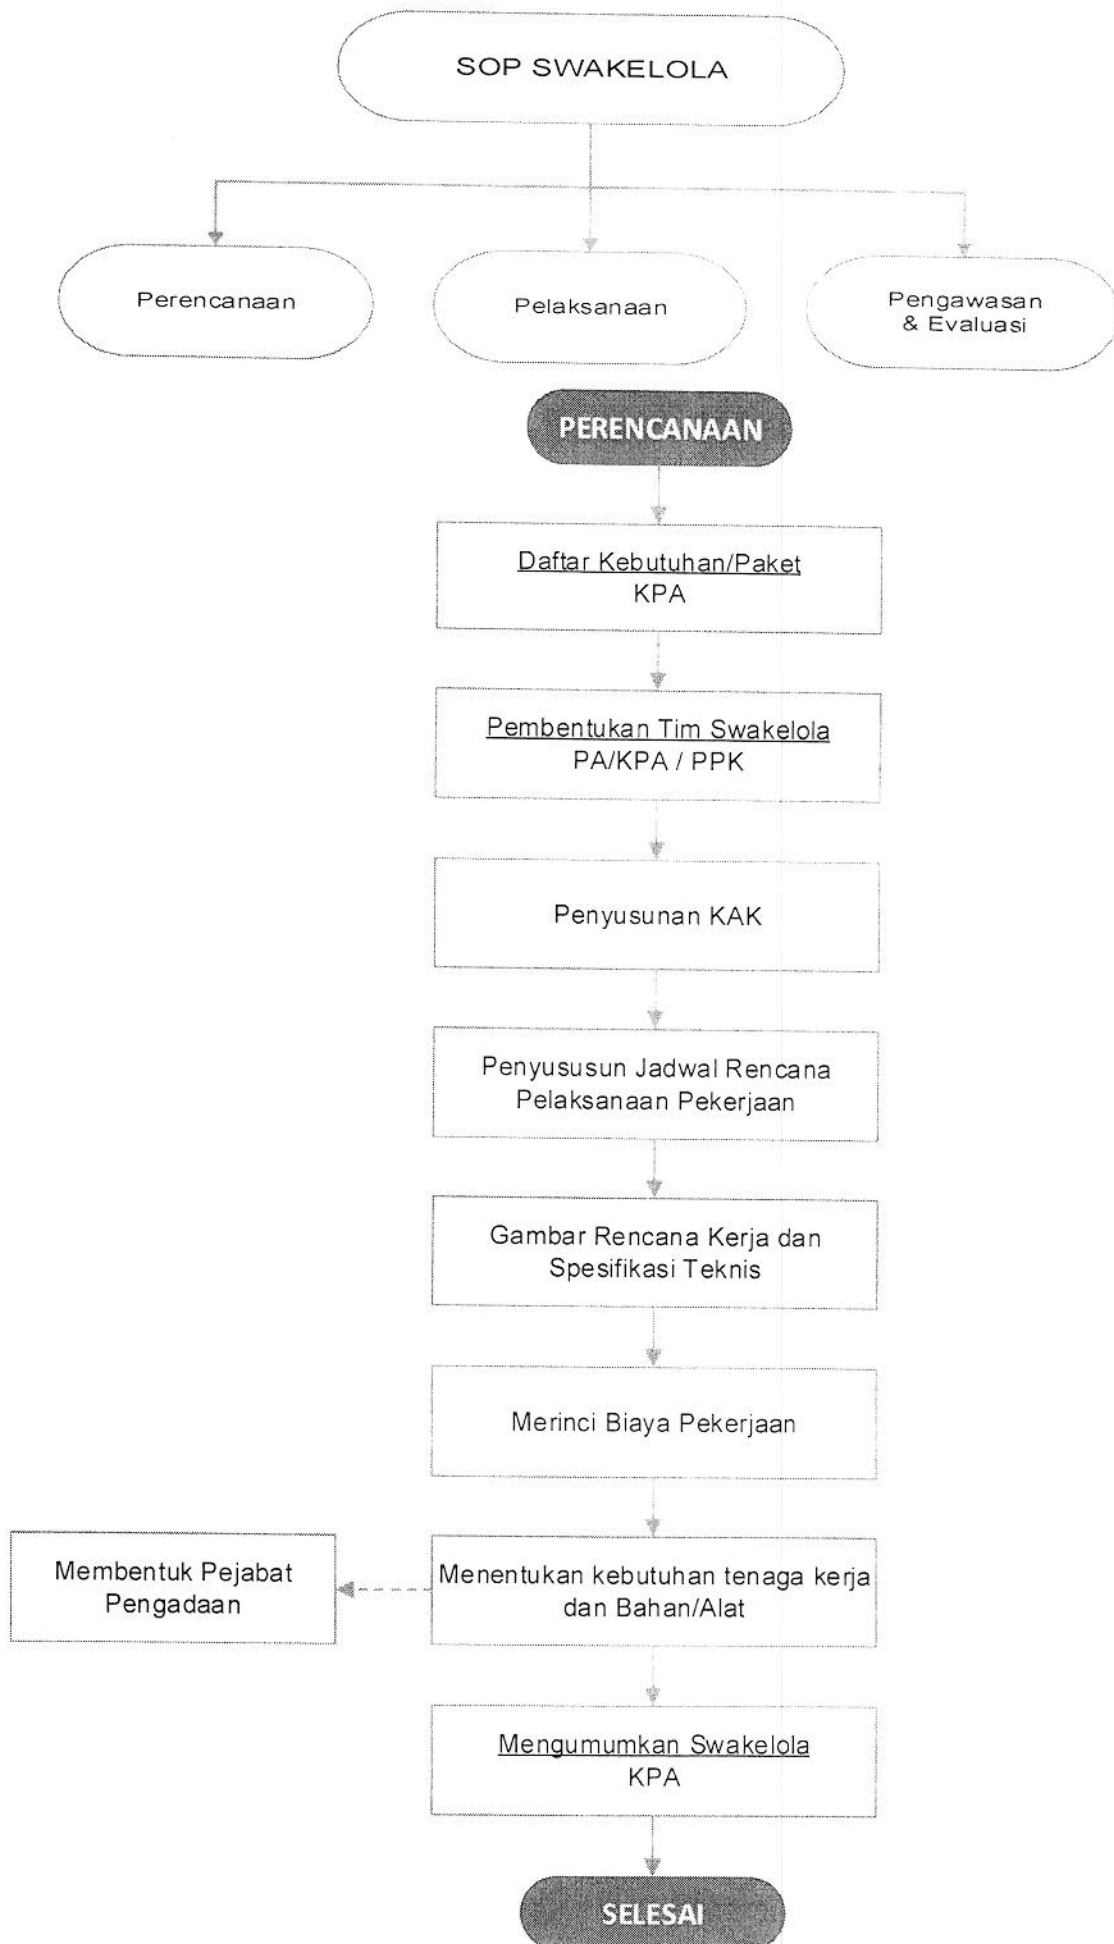 SOP SWAKELOLA
Perencanaan
Pelaksanaan
Pengawasan
& Evaluasi
PERENCANAAN
Daftar Kebutuhan/Paket
KPA
Pembentukan Tim Swakelola
PA/KPA / PPK
Penyusunan KAK
Penyususun Jadwal Rencana
Pelaksanaan Pekerjaan
Gambar Rencana Kerja dan
Spesifikasi Teknis
Merinci Biaya Pekerjaan
Membentuk Pejabat
Pengadaan
Menentukan kebutuhan tenaga kerja
dan Bahan/Alat
Mengumumkan Swakelola
KPA
SELESAI